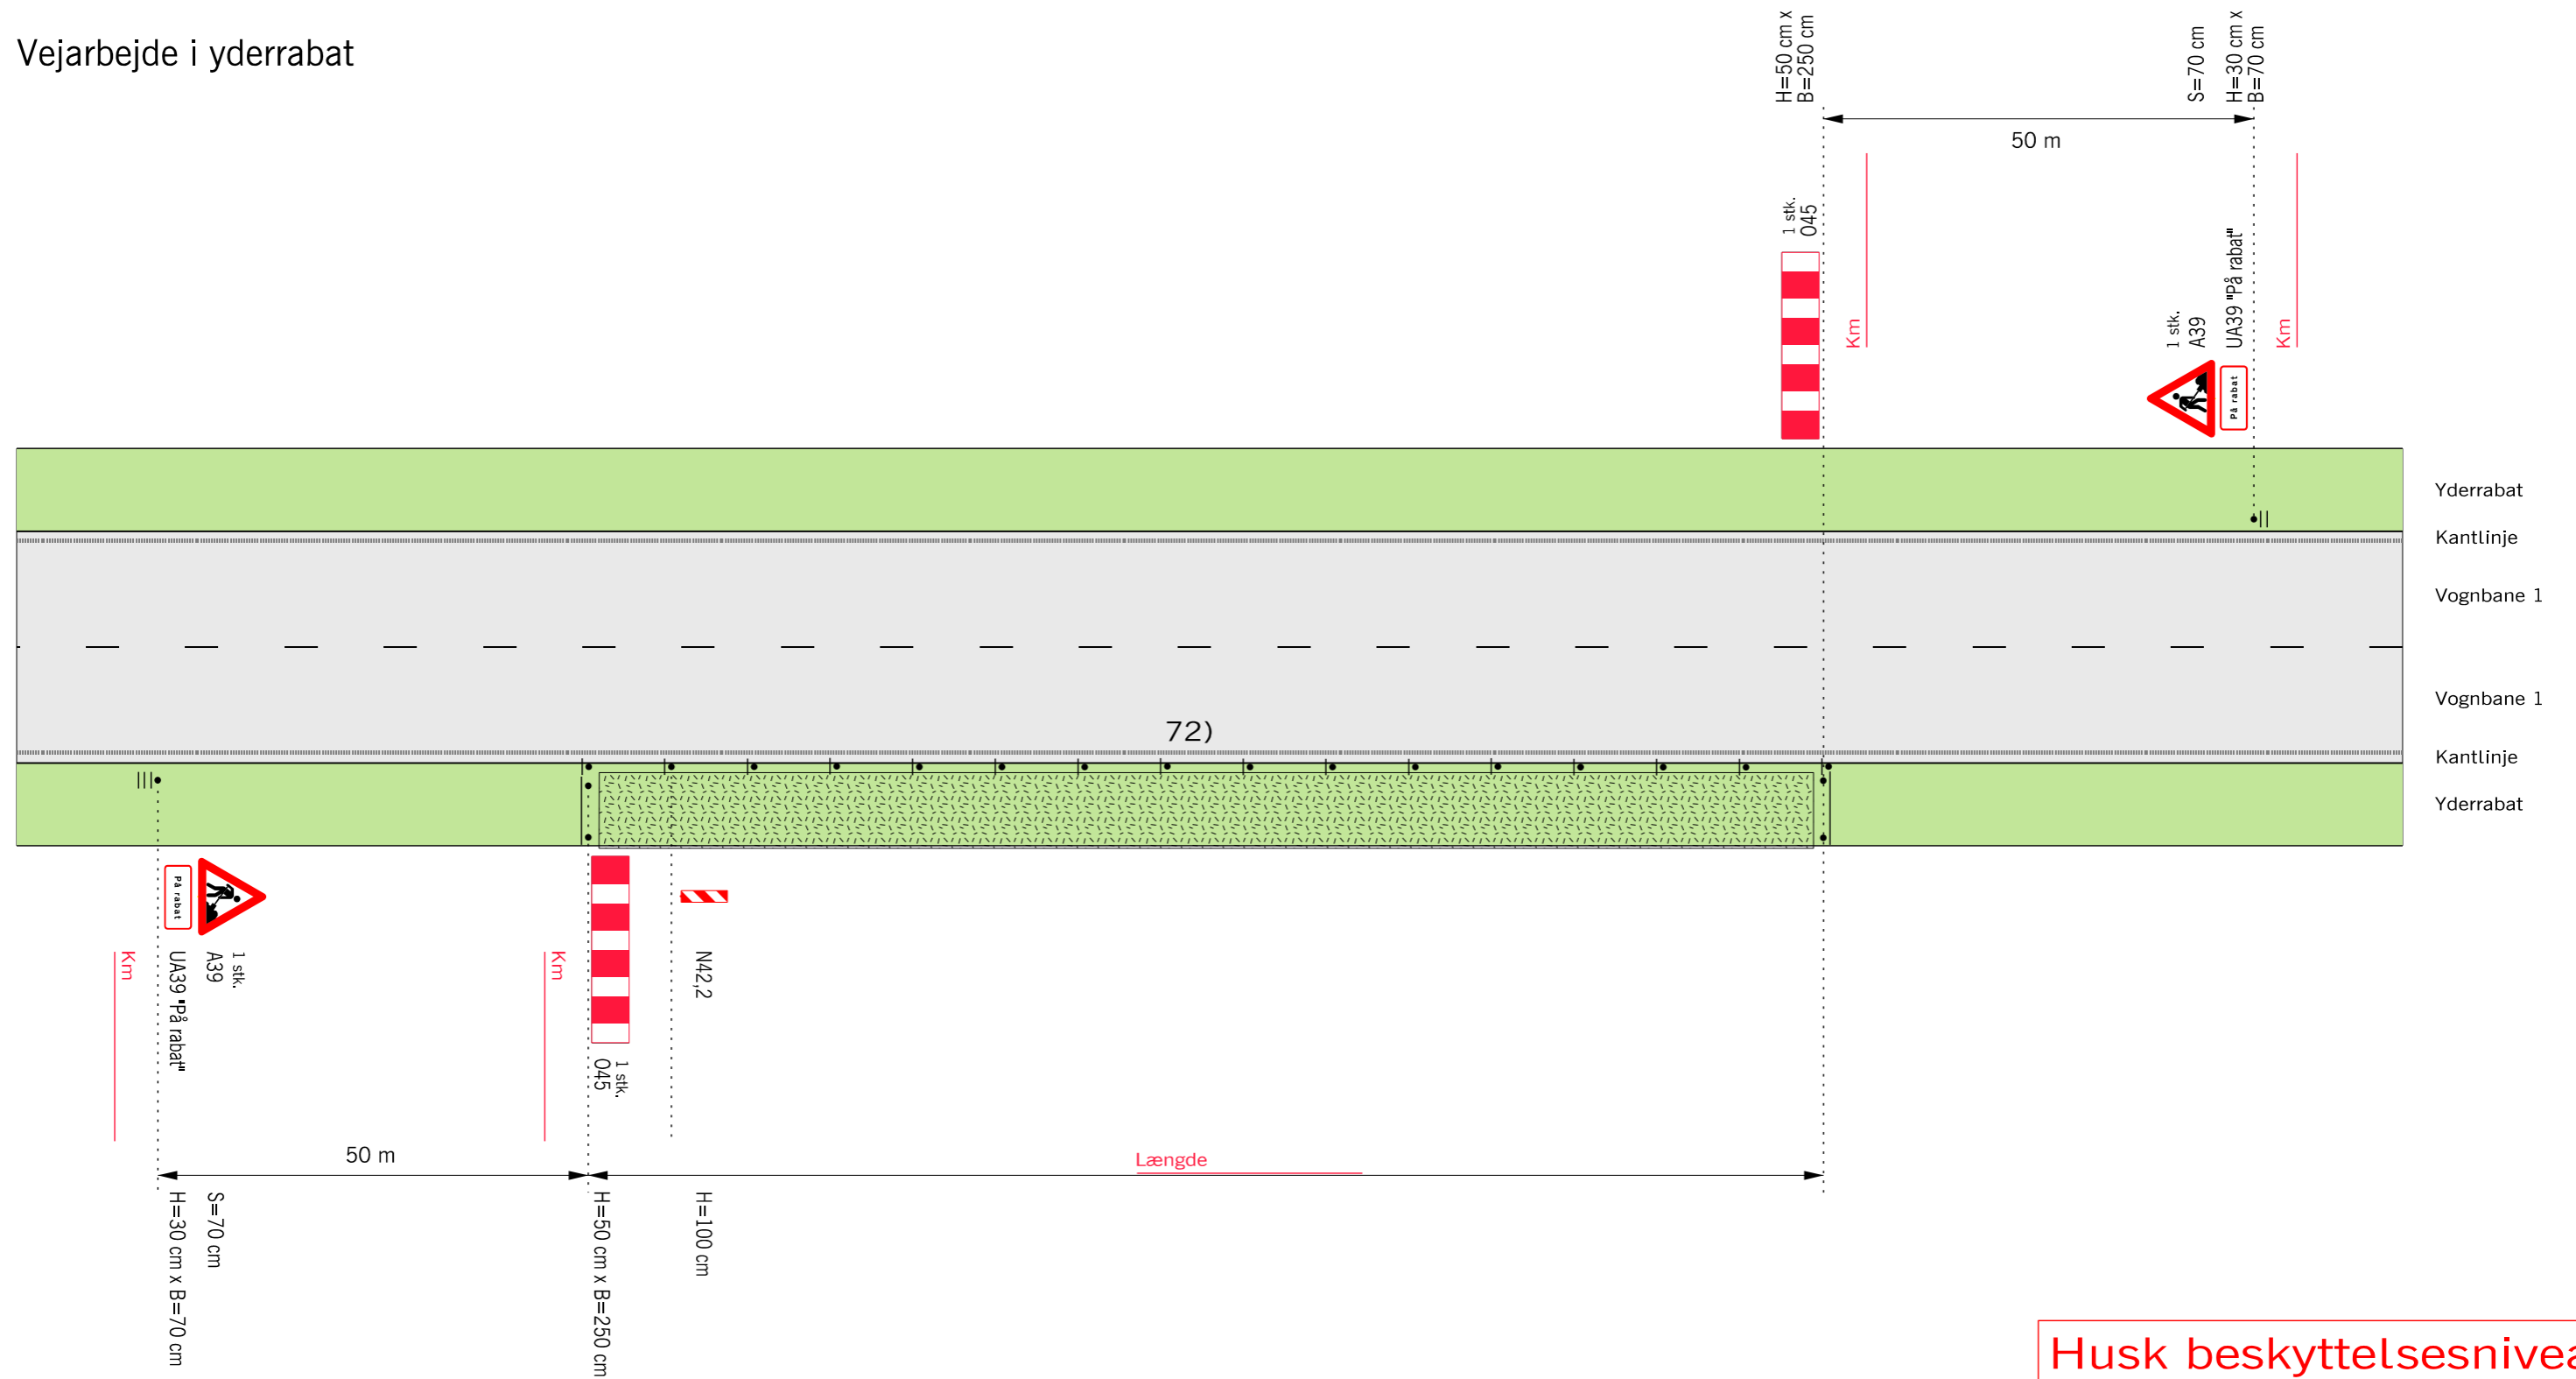 Vejarbejde i yderrabat
H=50 cm x
B=250 cm
S=70 cm
H=30 cm x
B=70 cm
50 m
1 stk.
045
Km
1 stk.
A39
UA39 "På rabat"
Km
På rabat
Yderrabat
Kantlinje
Vognbane 1
Vognbane 1
72)
Kantlinje
Yderrabat
På rabat
Km
UA39 "På rabat"
A39
1 stk.
Km
045
1 stk.
N42,2
50 m
Længde
H=30 cm x B=70 cm
S=70 cm
H=50 cm x B=250 cm
H=100 cm
Husk beskyttelsesnivea